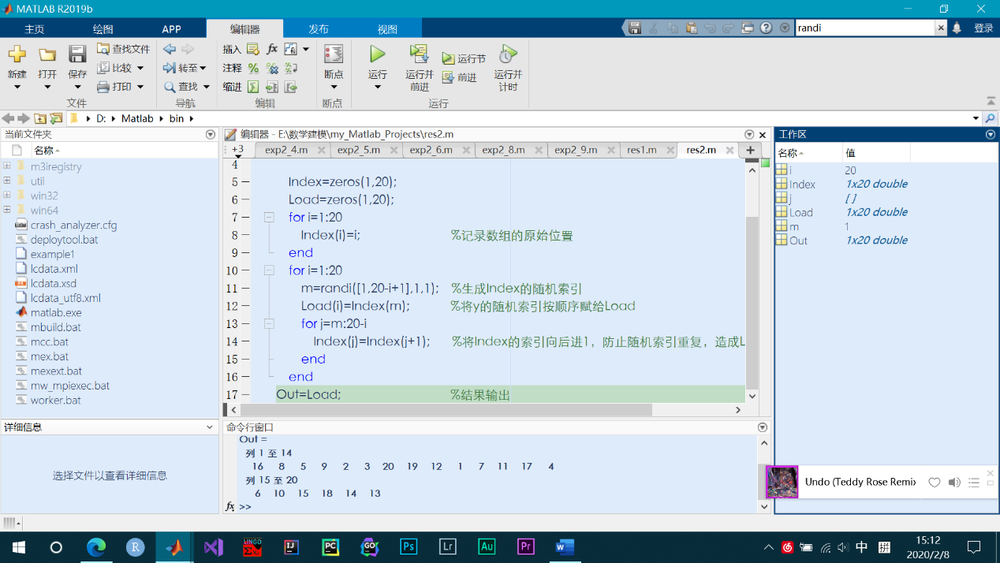 MATLAB R2019b
主页 绘图 APP 编辑器 发布 视图
randi
登录
新建 打开 保存 查找文件 比较 打印
转至 查找
插入 fx
注释
缩进
断点
运行 运行并前进 运行节 前进 运行并计时
文件 导航 编辑 断点 运行
D: Matlab bin
当前文件夹
名称
m3iregistry
util
win32
win64
crash_analyzer.cfg
deploytool.bat
example1
lcdata.xml
lcdata.xsd
lcdata_utf8.xml
matlab.exe
mbuild.bat
mcc.bat
mex.bat
mexext.bat
mw_mpiexec.bat
worker.bat
详细信息
选择文件以查看详细信息
编辑器 - E:\数学建模\my_Matlab_Projects\res2.m
+3 exp2_4.m exp2_5.m exp2_6.m exp2_8.m exp2_9.m res1.m res2.m
4
5 Index=zeros(1,20);
6 Load=zeros(1,20);
7 for i=1:20
8 Index(i)=i; %记录数组的原始位置
9 end
10 for i=1:20
11 m=randi([1,20-i+1],1,1); %生成Index的随机索引
12 Load(i)=Index(m); %将y的随机索引按顺序赋给Load
13 for j=m:20-i
14 Index(j)=Index(j+1); %将Index的索引向后进1，防止随机索引重复，造成L
15 end
16 end
17 Out=Load; %结果输出
命令行窗口
Out =
列 1 至 14
16 8 5 9 2 3 20 19 12 1 7 11 17 4
列 15 至 20
6 10 15 18 14 13
fx >>
工作区
名称 值
i 20
Index 1x20 double
j []
Load 1x20 double
m 1
Out 1x20 double
Undo (Teddy Rose Remix
R LINGO IJ PC GO Ps Lr Au Pr W
中 拼
15:12
2020/2/8